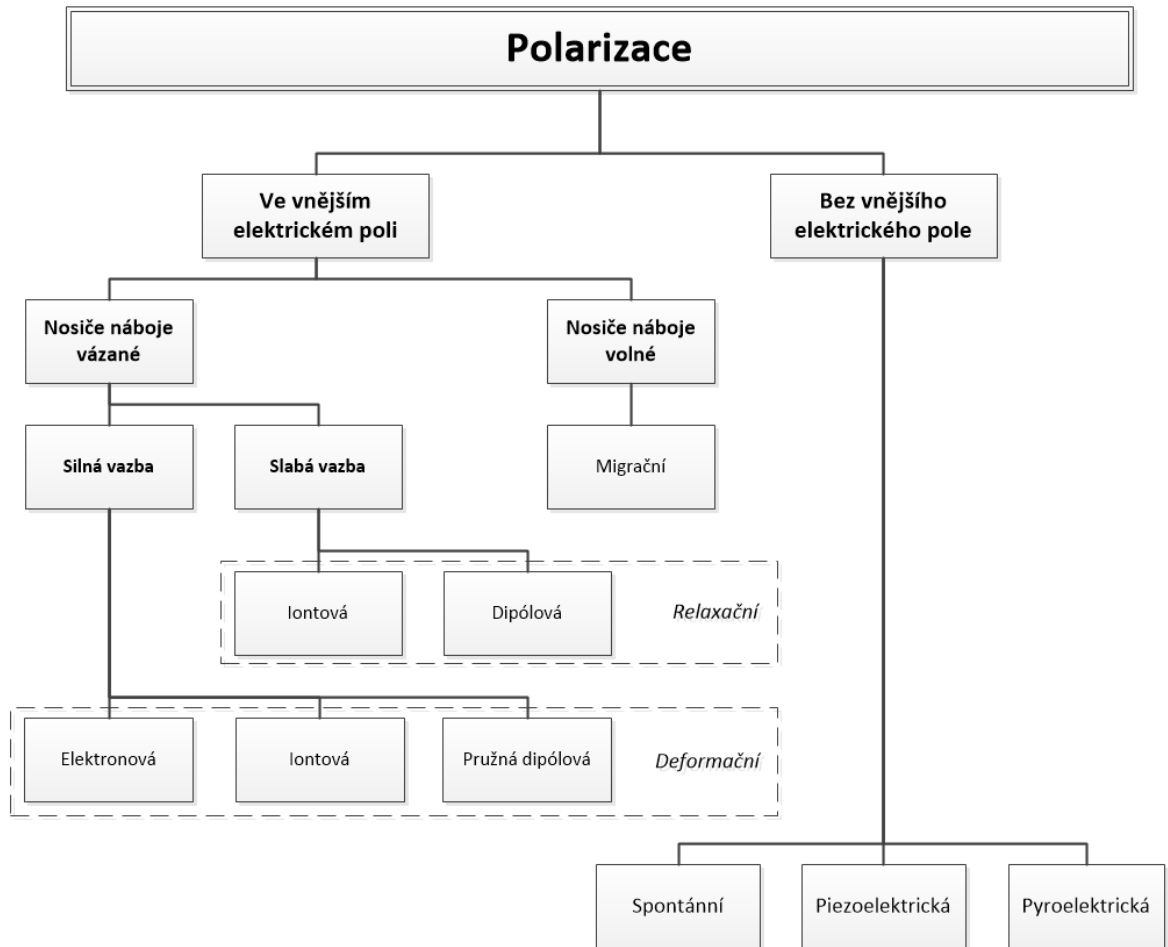 Polarizace
Ve vnějším
elektrickém poli
Bez vnějšího
elektrického pole
Nosiče náboje
vázané
Nosiče náboje
volné
Silná vazba
Slabá vazba
Migrační
Iontová
Dipólová
Relaxační
Elektronová
Iontová
Pružná dipólová
Deformační
Spontánní
Piezoelektrická
Pyroelektrická